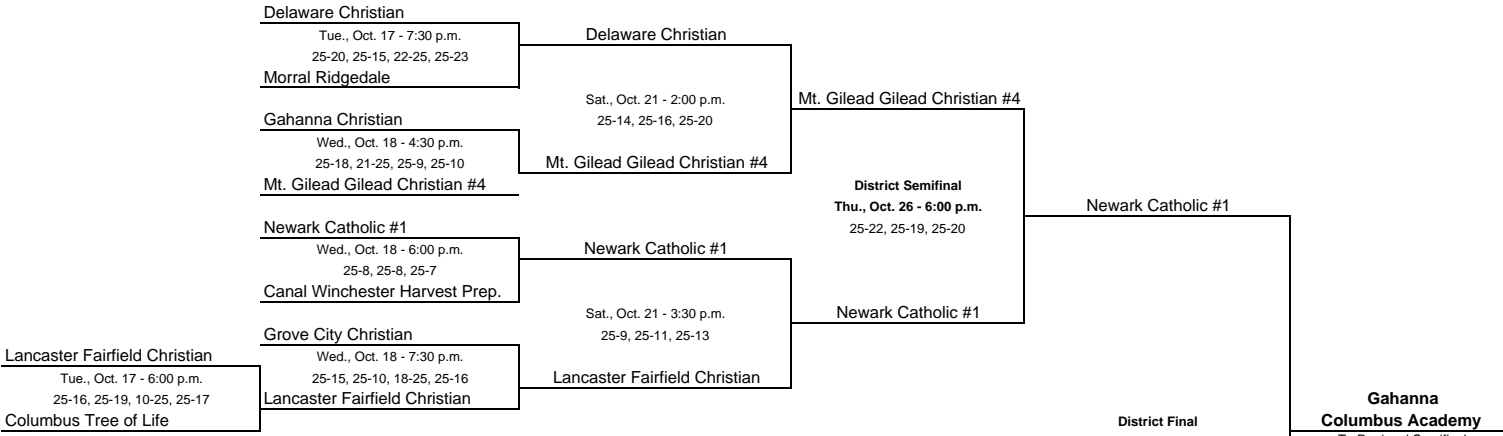 Delaware Christian
Tue., Oct. 17 - 7:30 p.m.
25-20, 25-15, 22-25, 25-23
Morral Ridgedale
Gahanna Christian
Wed., Oct. 18 - 4:30 p.m.
25-18, 21-25, 25-9, 25-10
Mt. Gilead Gilead Christian #4
Newark Catholic #1
Wed., Oct. 18 - 6:00 p.m.
25-8, 25-8, 25-7
Canal Winchester Harvest Prep.
Grove City Christian
Wed., Oct. 18 - 7:30 p.m.
25-15, 25-10, 18-25, 25-16
Lancaster Fairfield Christian
Lancaster Fairfield Christian
Tue., Oct. 17 - 6:00 p.m.
25-16, 25-19, 10-25, 25-17
Columbus Tree of Life
Delaware Christian
Sat., Oct. 21 - 2:00 p.m.
25-14, 25-16, 25-20
Mt. Gilead Gilead Christian #4
Newark Catholic #1
Sat., Oct. 21 - 3:30 p.m.
25-9, 25-11, 25-13
Lancaster Fairfield Christian
Mt. Gilead Gilead Christian #4
District Semifinal
Thu., Oct. 26 - 6:00 p.m.
25-22, 25-19, 25-20
Newark Catholic #1
Newark Catholic #1
District Final
Gahanna
Columbus Academy